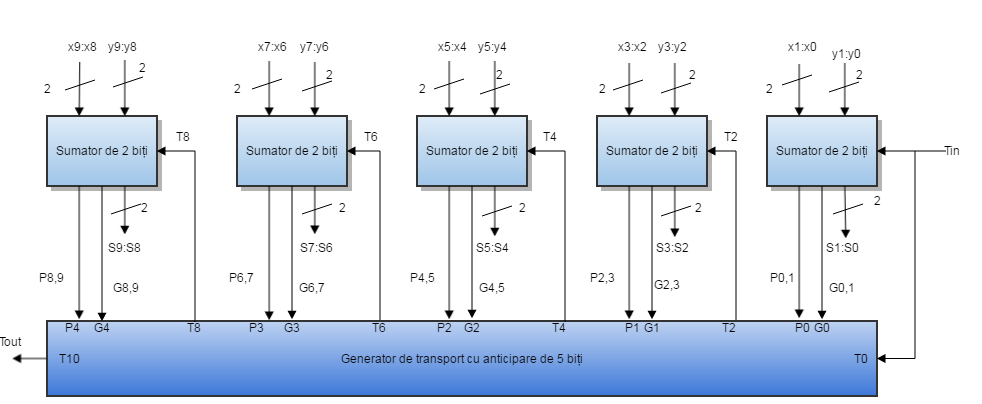 x9:x8 y9:y8 x7:x6 y7:y6 x5:x4 y5:y4 x3:x2 y3:y2 x1:x0 y1:y0
2 2 2 2 2 2 2 2 2 2
T8 T6 T4 T2
Sumator de 2 biți Sumator de 2 biți Sumator de 2 biți Sumator de 2 biți Sumator de 2 biți Tin
2 2 2 2 2
S9:S8 S7:S6 S5:S4 S3:S2 S1:S0
P8,9 G8,9 P6,7 G6,7 P4,5 G4,5 P2,3 G2,3 P0,1 G0,1
P4 G4 T8 P3 G3 T6 P2 G2 T4 P1 G1 T2 P0 G0
Tout
T10 Generator de transport cu anticipare de 5 biți T0